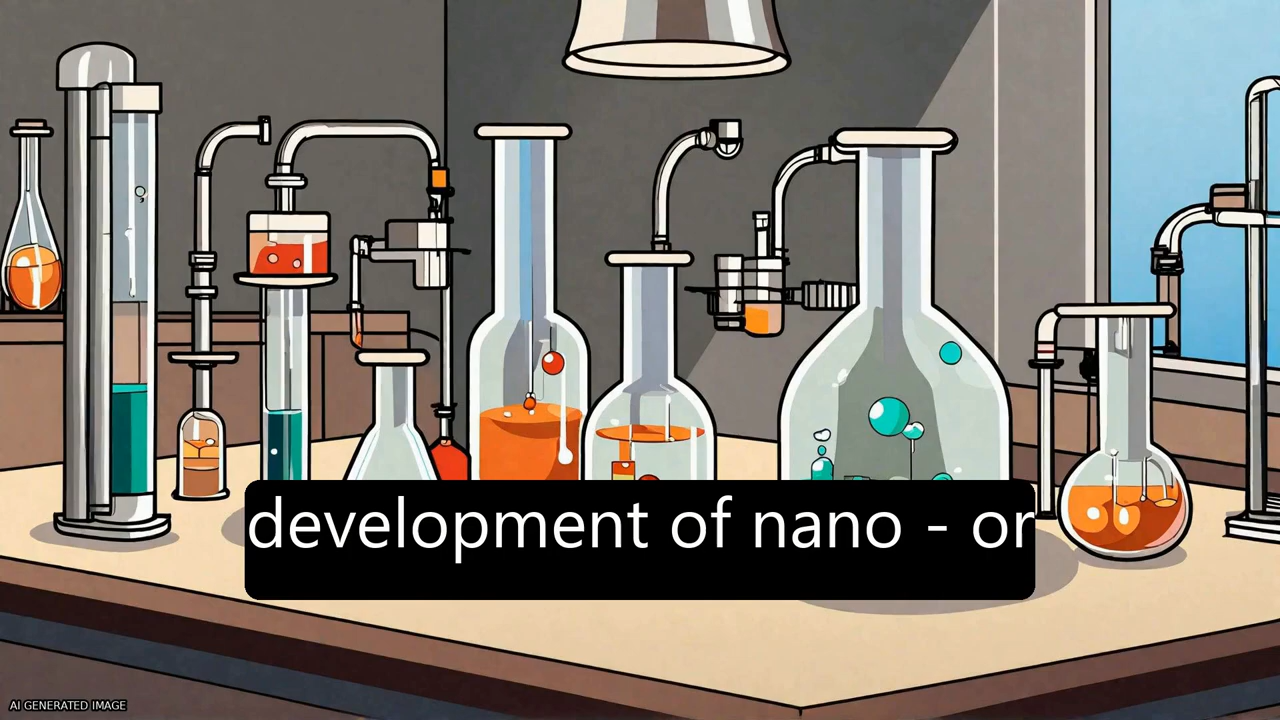 development of nano - or
AI GENERATED IMAGE